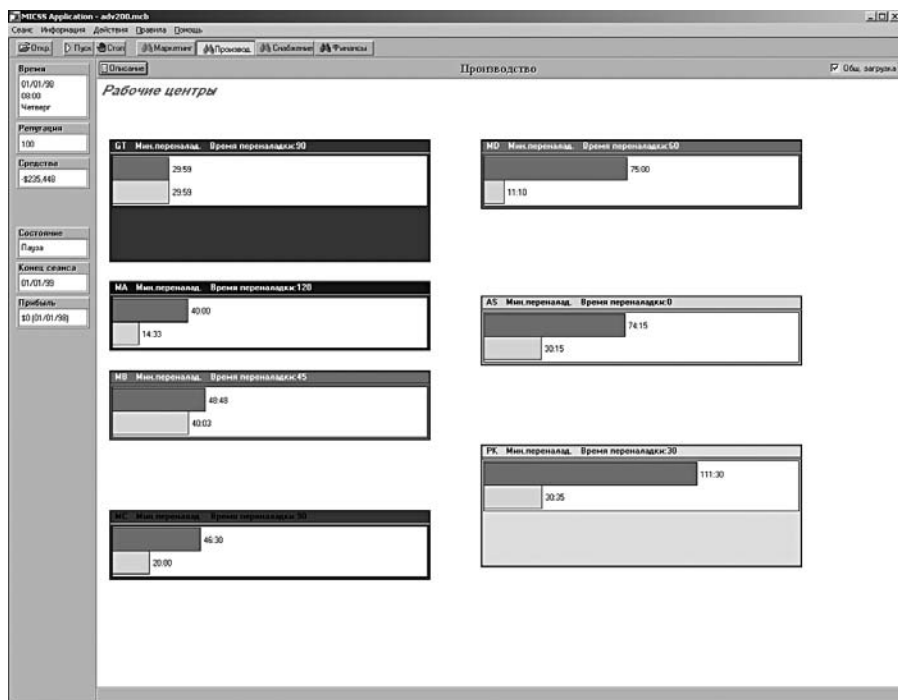 MICSS Application - adv200.mcb
Сеанс Информация Действия Правила Помощь
Откр. Пуск Стоп Маркетинг Производ. Снабжение Финансы
Время
01/01/98
08:00
Четверг
Репутация
100
Средства
-$235,448
Состояние
Пауза
Конец сеанса
01/01/99
Прибыль
$0 (01/01/98)
Описание Производство Общ. загрузка
Рабочие центры
GT Мин.переналад. Время переналадки:90
29:59
29:59
MA Мин.переналад. Время переналадки:120
40:00
14:33
MB Мин.переналад. Время переналадки:45
48:48
40:03
MC Мин.переналад. Время переналадки:
46:30
20:00
MD Мин.переналад. Время переналадки:60
75:00
11:10
AS Мин.переналад. Время переналадки:0
74:15
30:15
PK Мин.переналад. Время переналадки:30
111:30
30:35